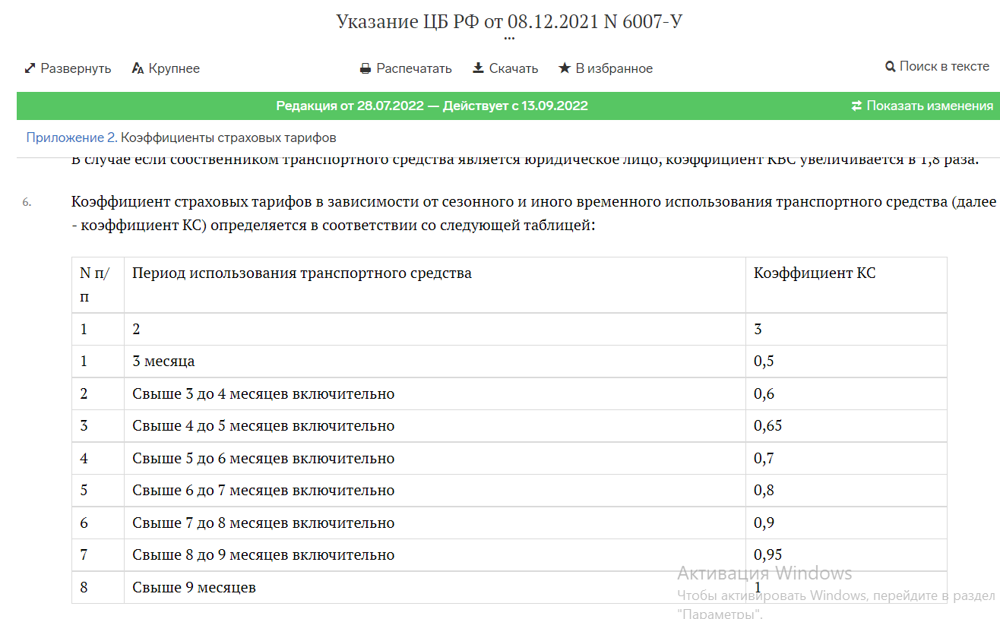 Указание ЦБ РФ от 08.12.2021 N 6007-У
...
Развернуть Крупнее Распечатать Скачать В избранное Поиск в тексте
Редакция от 28.07.2022 — Действует с 13.09.2022 Показать изменения
Приложение 2. Коэффициенты страховых тарифов
В случае если собственником транспортного средства является юридическое лицо, коэффициент КВС увеличивается в 1,8 раза.
6. Коэффициент страховых тарифов в зависимости от сезонного и иного временного использования транспортного средства (далее
- коэффициент КС) определяется в соответствии со следующей таблицей:
N п/
п Период использования транспортного средства Коэффициент КС
1 2 3
1 3 месяца 0,5
2 Свыше 3 до 4 месяцев включительно 0,6
3 Свыше 4 до 5 месяцев включительно 0,65
4 Свыше 5 до 6 месяцев включительно 0,7
5 Свыше 6 до 7 месяцев включительно 0,8
6 Свыше 7 до 8 месяцев включительно 0,9
7 Свыше 8 до 9 месяцев включительно 0,95
8 Свыше 9 месяцев 1
Активация Windows
Чтобы активировать Windows, перейдите в раздел
"Параметры".